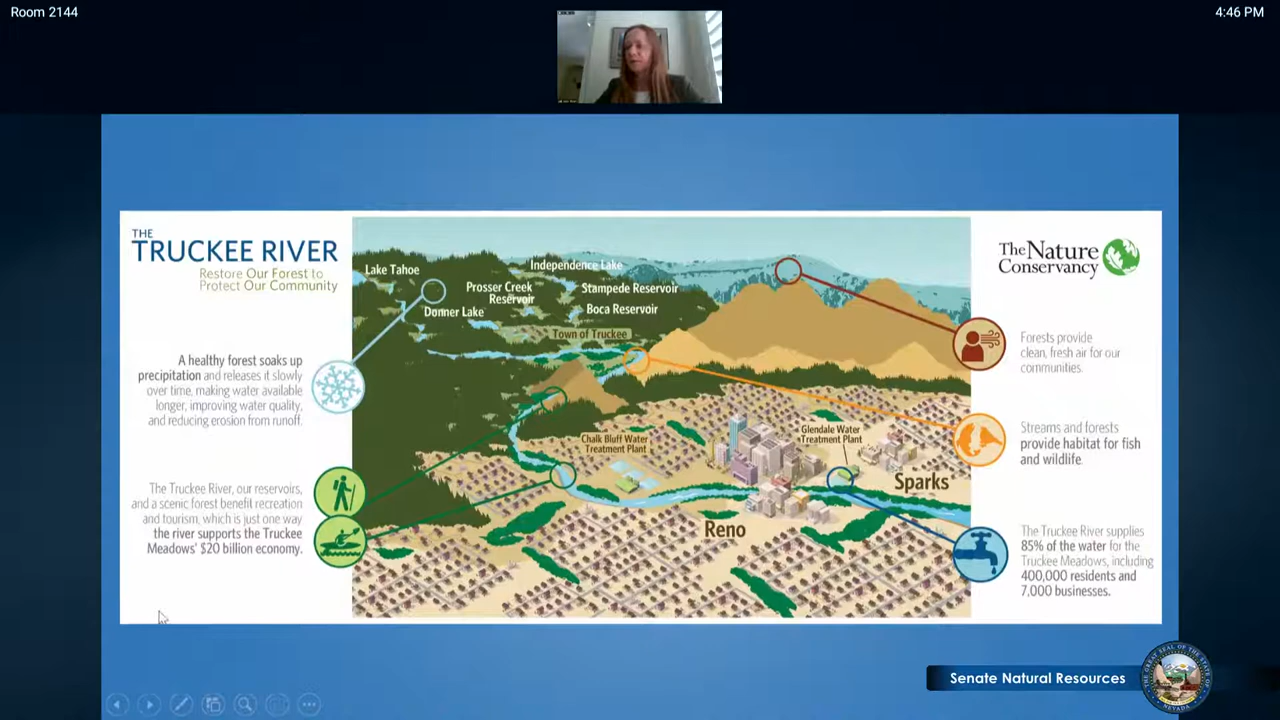 Room 2144
4:46 PM
THE
TRUCKEE RIVER
Restore Our Forest to
Protect Our Community
A healthy forest soaks up
precipitation and releases it slowly
over time, making water available
longer, improving water quality,
and reducing erosion from runoff.
The Truckee River, our reservoirs,
and a scenic forest benefit recreation
and tourism, which is just one way
the river supports the Truckee
Meadows' $20 billion economy.
Lake Tahoe
Independence Lake
Prosser Creek
Reservoir
Stampede Reservoir
Donner Lake
Boca Reservoir
Town of Truckee
Chalk Bluff Water
Treatment Plant
Glendale Water
Treatment Plant
Sparks
Reno
The Nature
Conservancy
Forests provide
clean, fresh air for our
communities.
Streams and forests
provide habitat for fish
and wildlife.
The Truckee River supplies
85% of the water for the
Truckee Meadows, including
400,000 residents and
7,000 businesses.
Senate Natural Resources